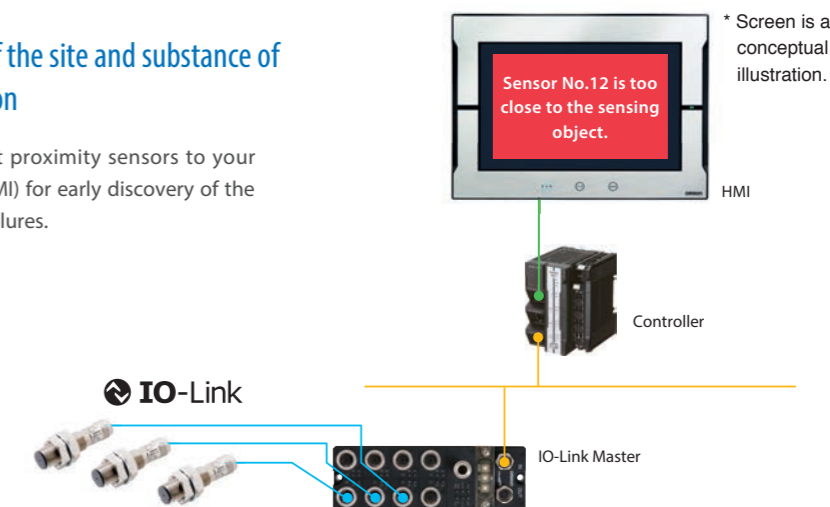 f the site and substance of
on
t proximity sensors to your
MI) for early discovery of the
lures.
* Screen is a
conceptual
illustration.
Sensor No.12 is too
close to the sensing
object.
HMI
Controller
IO-Link
IO-Link Master